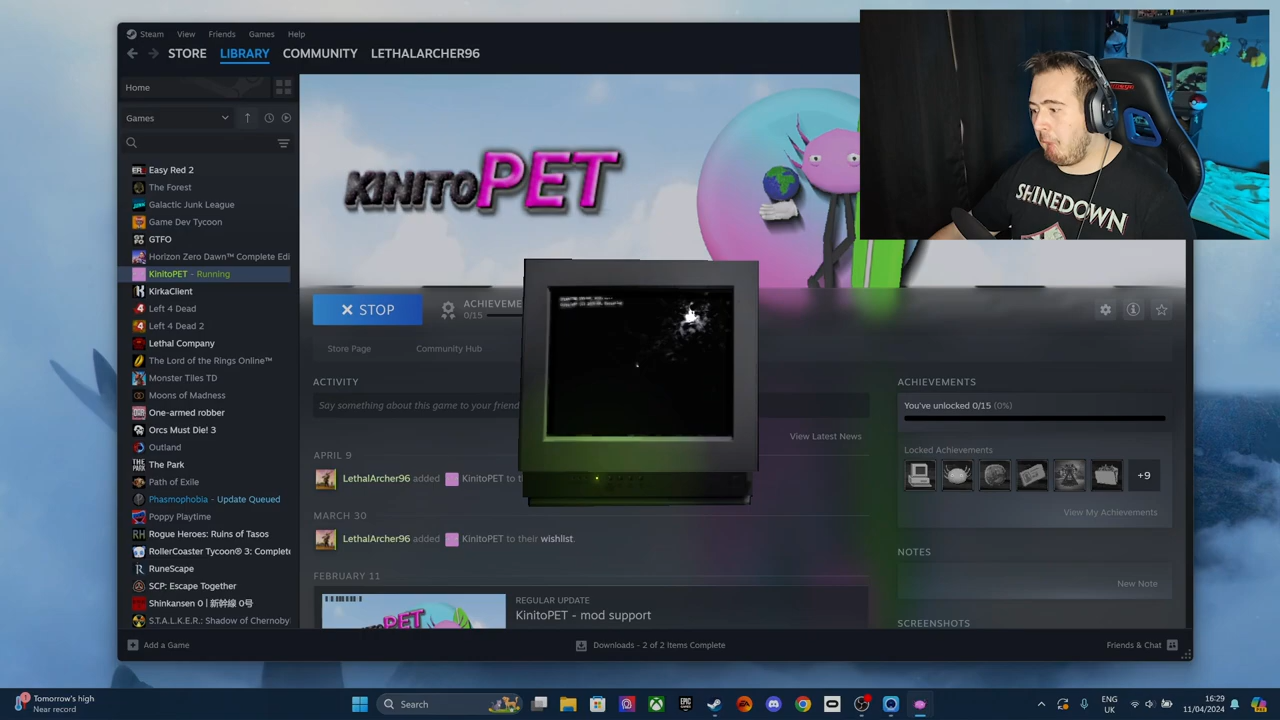 Steam View Friends Games Help
STORE LIBRARY COMMUNITY LETHALARCHER96
Home
Games
Easy Red 2
The Forest
Galactic Junk League
Game Dev Tycoon
GTFO
Horizon Zero Dawn™ Complete Edi
KinitoPET - Running
KirkaClient
Left 4 Dead
Left 4 Dead 2
Lethal Company
The Lord of the Rings Online™
Monster Tiles TD
Moons of Madness
One-armed robber
Orcs Must Die! 3
Outland
The Park
Path of Exile
Phasmophobia - Update Queued
Poppy Playtime
Rogue Heroes: Ruins of Tasos
RollerCoaster Tycoon® 3: Complete
RuneScape
SCP: Escape Together
Shinkansen 0 | 新幹線 0号
S.T.A.L.K.E.R.: Shadow of Chernobyl
Add a Game
KINITOPET
STOP
ACHIEVEME
0/15
Store Page Community Hub
ACTIVITY
Say something about this game to your friend
View Latest News
APRIL 9
LethalArcher96 added KinitoPET to th
MARCH 30
LethalArcher96 added KinitoPET to their wishlist.
FEBRUARY 11
KINITOPET
REGULAR UPDATE
KinitoPET - mod support
ACHIEVEMENTS
You've unlocked 0/15 (0%)
Locked Achievements
+9
View My Achievements
NOTES
New Note
SCREENSHOTS
Downloads - 2 of 2 Items Complete
Friends & Chat
SHINEDOWN
1
Tomorrow's high
Near record
Search
ENG
UK
16:29
11/04/2024